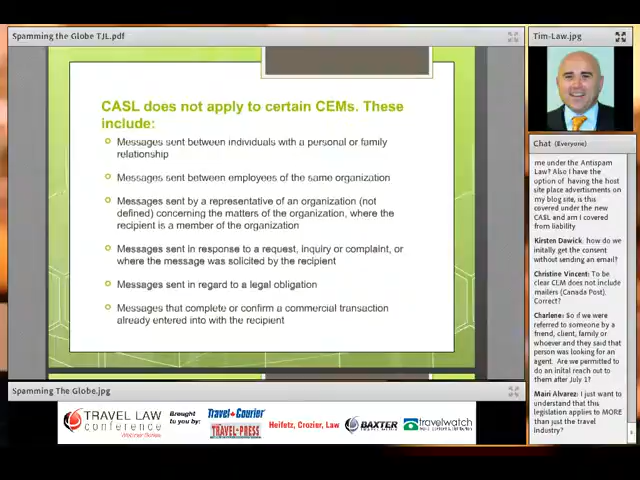 Spamming the Globe TJL.pdf
CASL does not apply to certain CEMs. These
include:
Messages sent between individuals with a personal or family
relationship
Messages sent between employees of the same organization
Messages sent by a representative of an organization (not
defined) concerning the matters of the organization, where the
recipient is a member of the organization
Messages sent in response to a request, inquiry or complaint, or
where the message was solicited by the recipient
Messages sent in regard to a legal obligation
Messages that complete or confirm a commercial transaction
already entered into with the recipient
Tim-Law.jpg
Chat (Everyone)
me under the Antispam
Law? Also I have the
option of having the host
site place advertisments on
my blog site, is this
covered under the new
CASL and am I covered
from liability
Kirsten Dawick: how do we
initally get the consent
without sending an email?
Christine Vincent: To be
clear CEM does not include
mailers (Canada Post).
Correct?
Charlene: So if we were
referred to someone by a
friend, client, family or
whoever and they said that
person was looking for an
agent. Are we permitted to
do an inital reach out to
them after July 1?
Mairi Alvarez: I just want to
understand that this
legislation applies to MORE
than just the travel
industry?
Spamming The Globe.jpg
TRAVEL LAW
conference
Webinar Series
Brought
to you by:
Travel Courier
TRAVEL PRESS
Heifetz, Crozier, Law
BAXTER
travelwatch